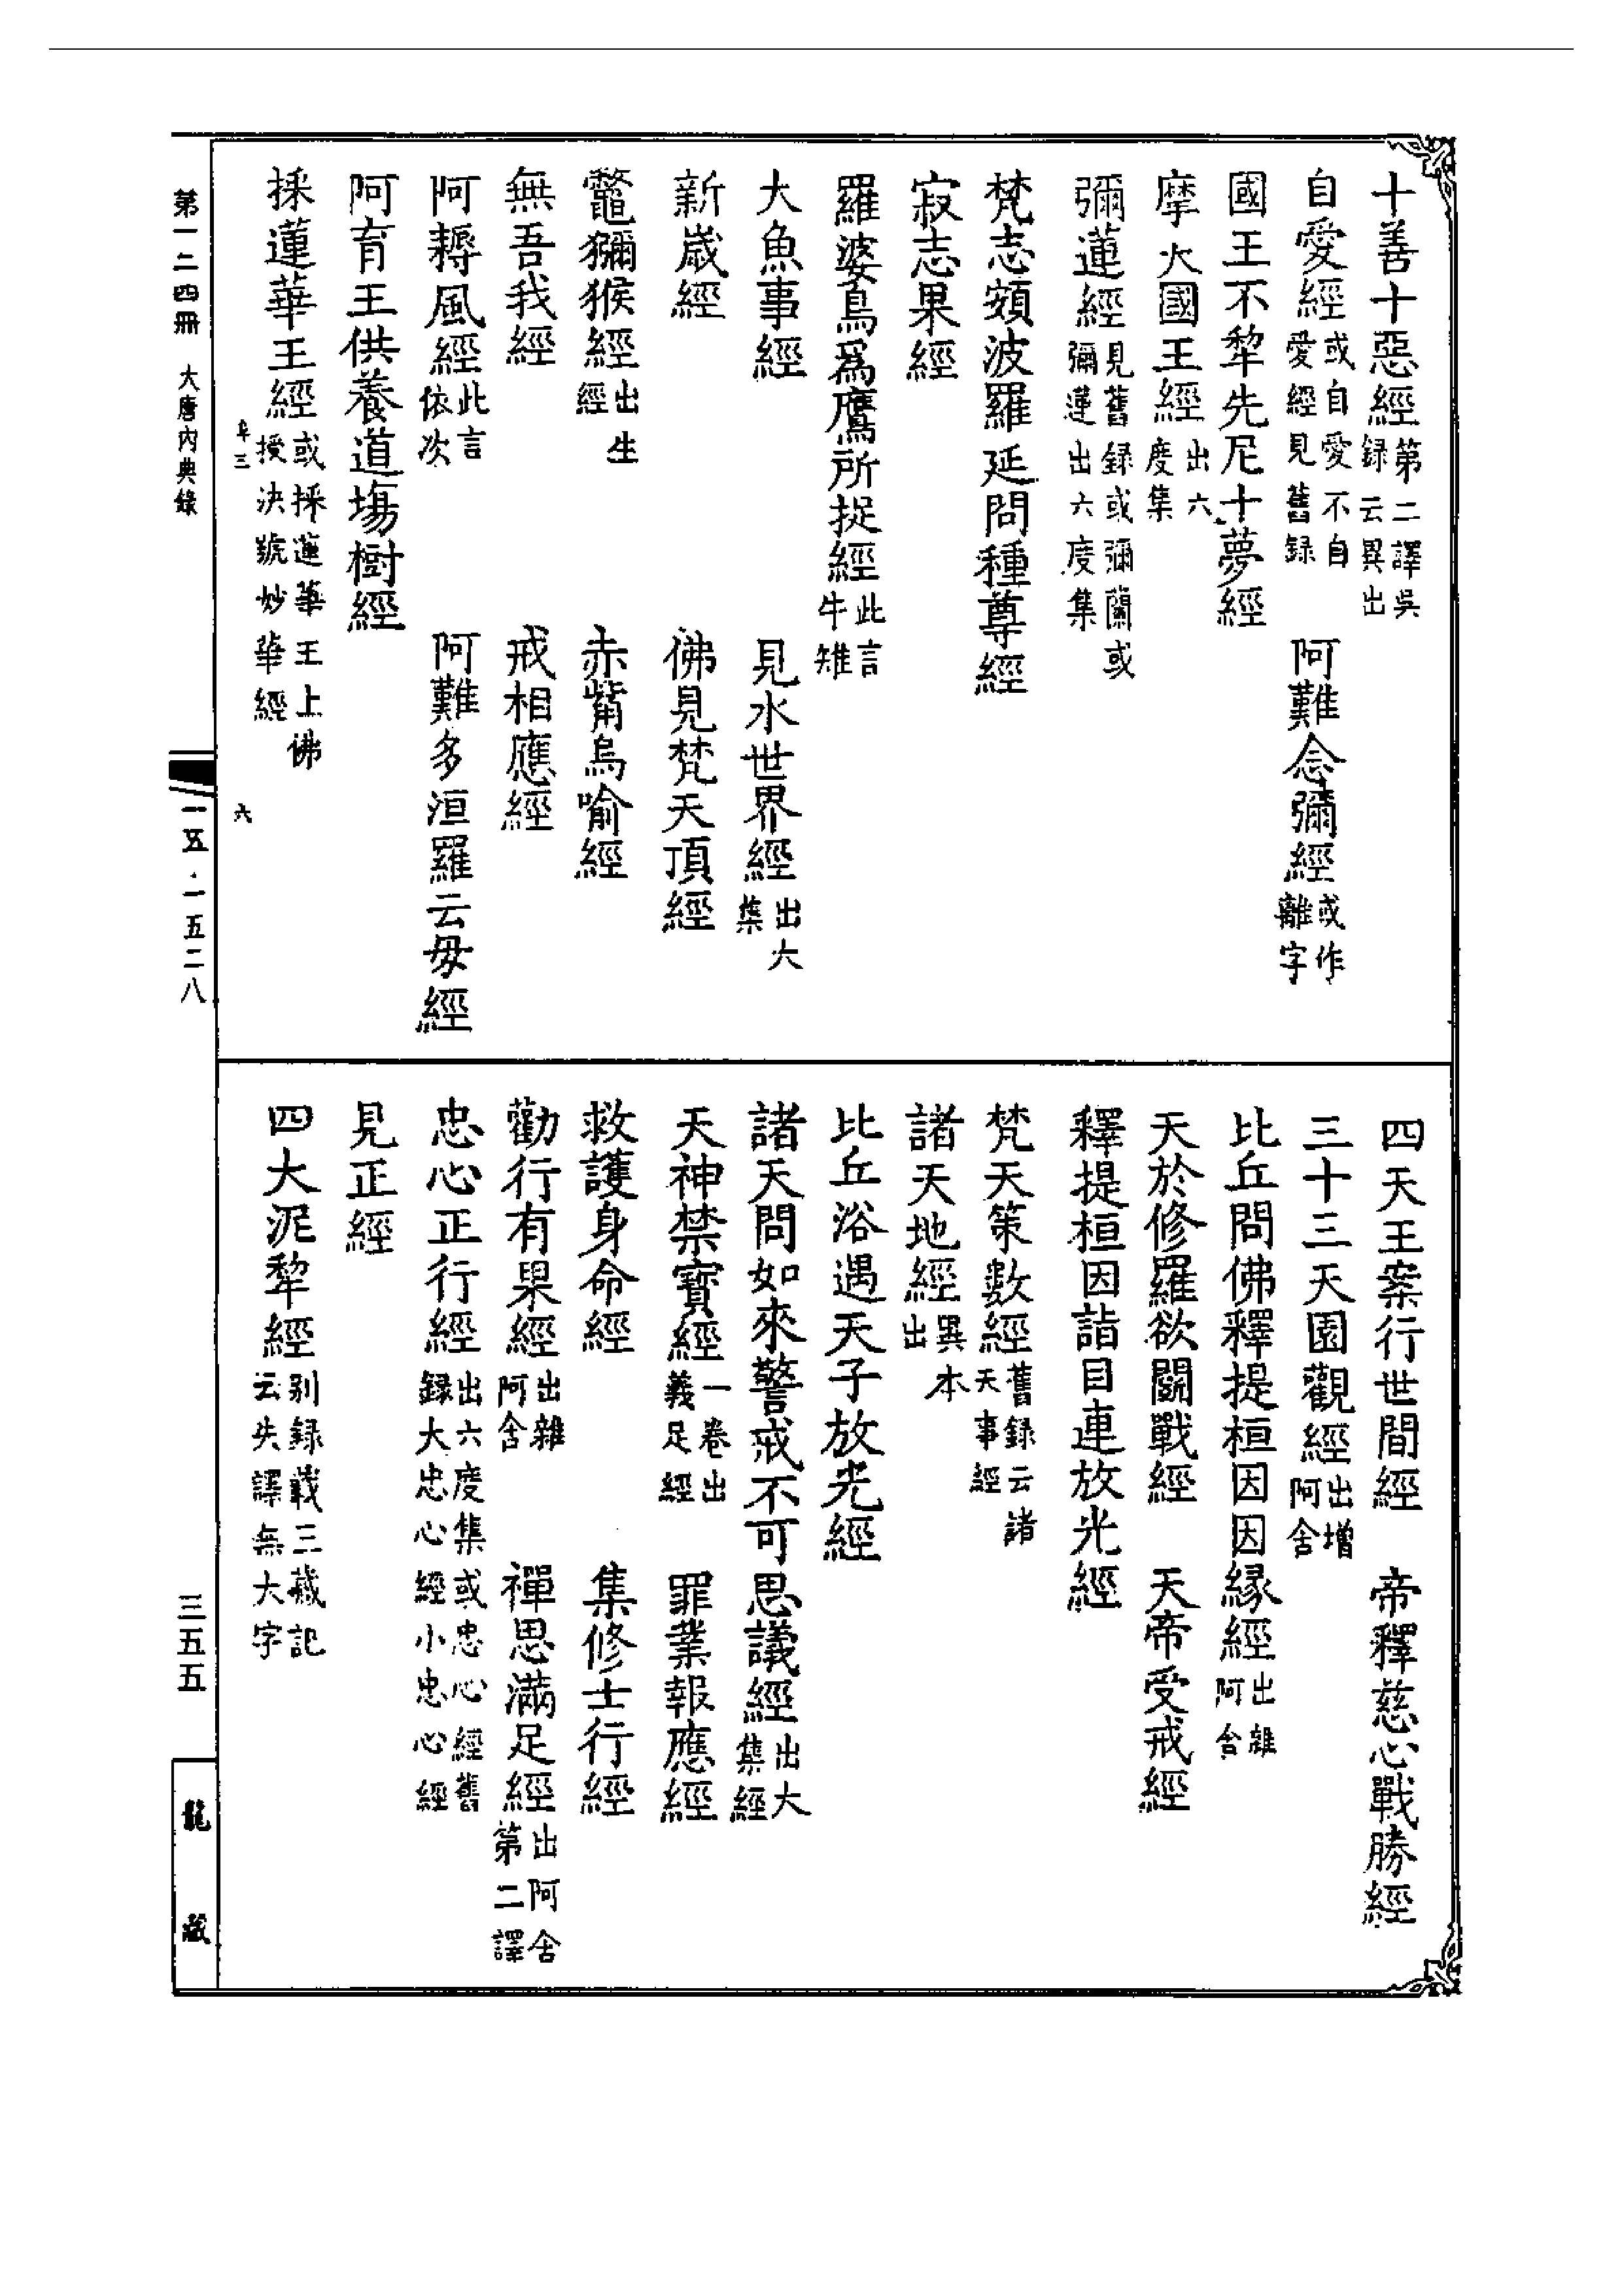 十善十惡經第二譯吳録云異出
自愛經或自愛不自愛經見舊録　阿難念彌經或作離字
國王不犂先尼十夢經
摩大國王經出六度集
彌蓮經見舊録或彌蘭或彌蓮出六度集
梵志頞波羅延問種尊經
寂志果經
羅婆鳥爲鷹所捉經此言牛雉
大魚事經　見水世界經出大集
新嵗經　佛見梵天頂經
鼈獼猴經出生經　赤觜烏喻經
無吾我經　戒相應經
阿耨風經此言依次　阿難多洹羅云母經
阿育王供養道塲樹經
採蓮華王經或採蓮華王上佛授決號妙華經
四天王案行世間經　帝釋慈心戰勝經
三十三天園觀經出增阿含
比丘問佛釋提桓因因縁經出雜阿含
天於修羅欲鬬戰經　天帝受戒經
釋提桓因詣目連放光經
梵天策數經舊録云諸天事經
諸天地經異本出
比丘浴遇天子放光經
諸天問如來警戒不可思議經出大集經
天神禁寶經一卷出義足經　罪業報應經
救護身命經　集修士行經
勸行有果經出雜阿含　禪思滿足經出阿含第二譯
忠心正行經出六度集或忠心經舊録大忠心經小忠心經
見正經
四大泥犂經別録載三藏記云失譯無大字
第一二四冊　大唐内典錄
阜三　六
一五・一五二八
三五五
龍藏